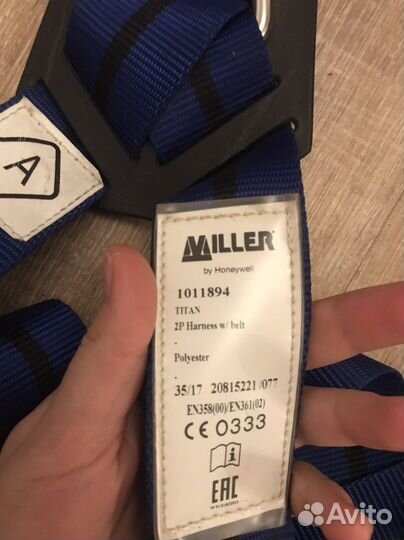 A
MILLER
by Honeywell
1011894
TITAN
2P Harness w/ belt
-
Polyester
-
35/17 20815221 /077
EN358(00)/EN361(02)
CE 0333
i
EAC
Avito